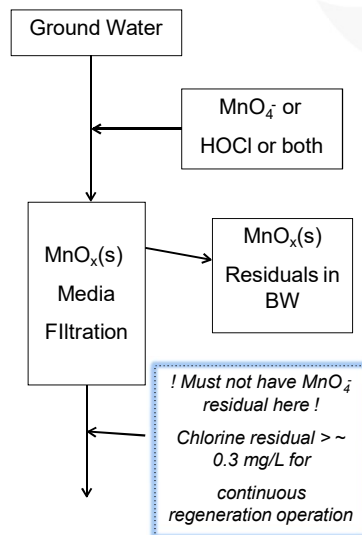 Ground Water
MnO₄⁻ or
HOCl or both
MnOₓ(s)
Media
FIltration
MnOₓ(s)
Residuals in
BW
! Must not have MnO₄⁻
residual here !
Chlorine residual > ~
0.3 mg/L for
continuous
regeneration operation